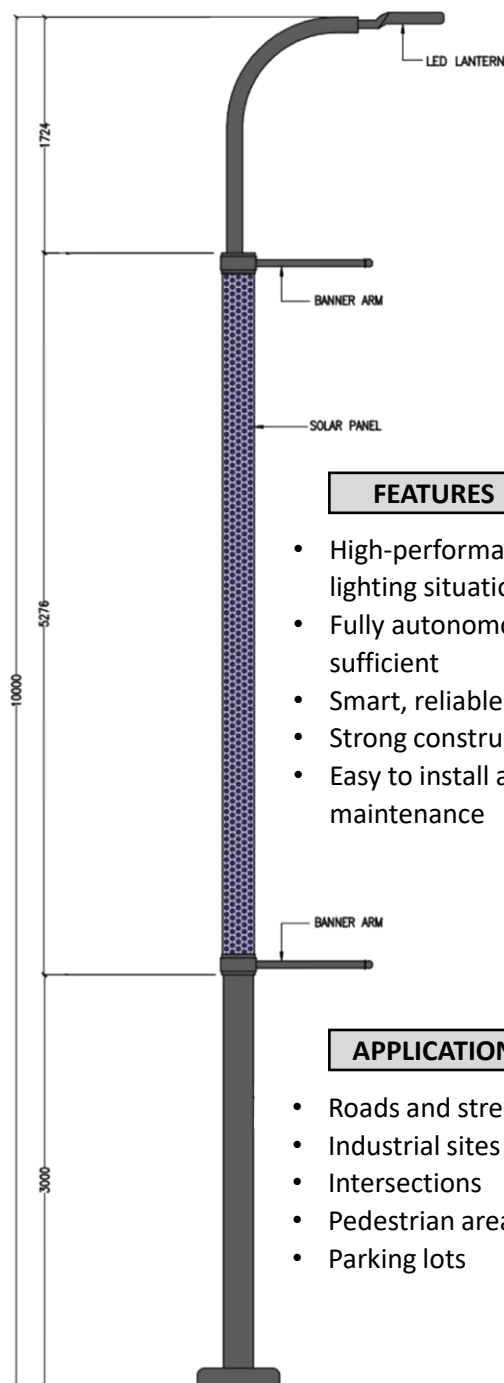 LED LANTERN
1724
BANNER ARM
SOLAR PANEL
FEATURES
• High-performa
lighting situatio
• Fully autonomo
sufficient
• Smart, reliable
• Strong constru
• Easy to install a
maintenance
5276
10000
BANNER ARM
APPLICATION
• Roads and stre
• Industrial sites
• Intersections
• Pedestrian area
• Parking lots
3000